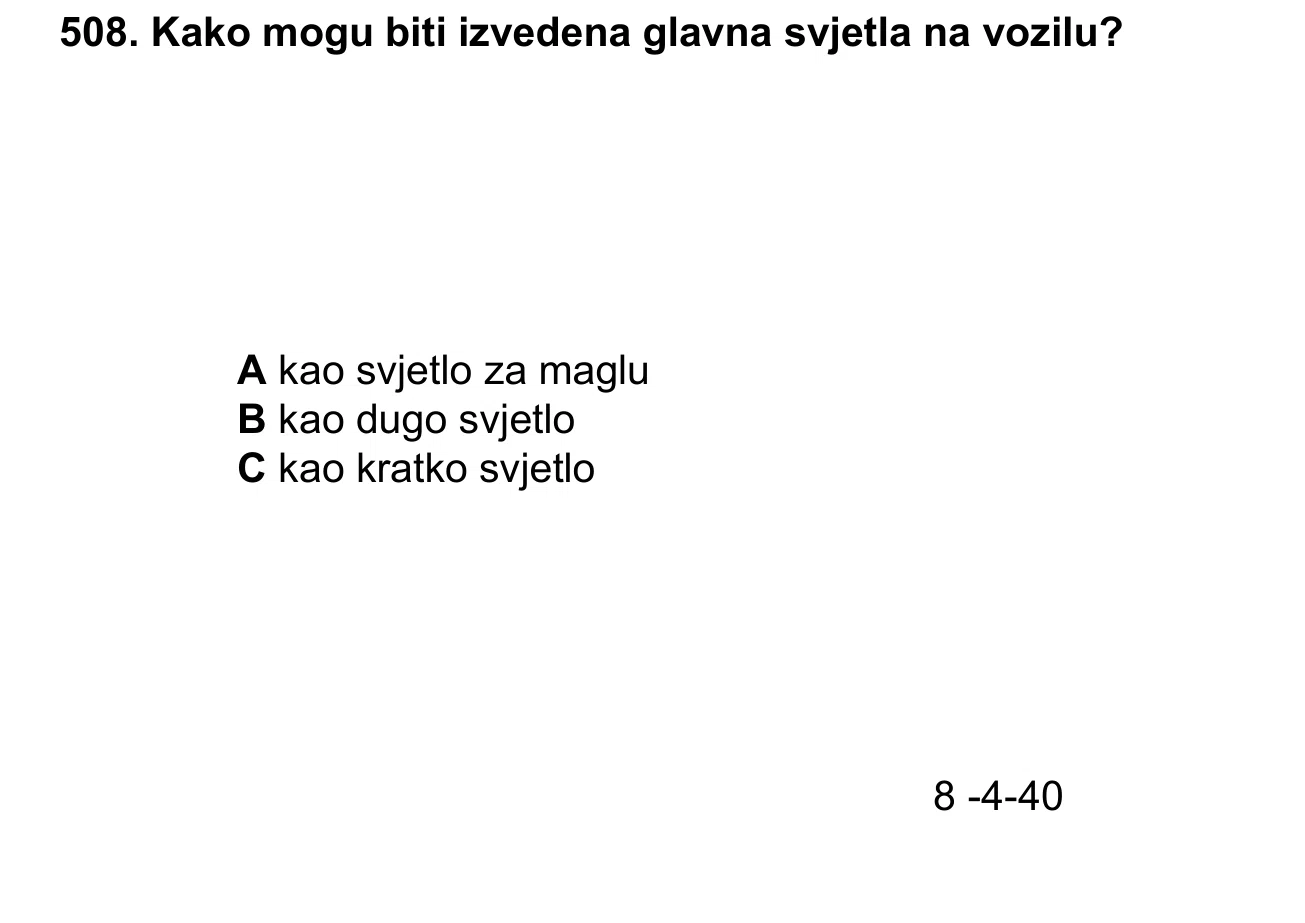 508. Kako mogu biti izvedena glavna svjetla na vozilu?
A kao svjetlo za maglu
B kao dugo svjetlo
C kao kratko svjetlo
8 -4-40